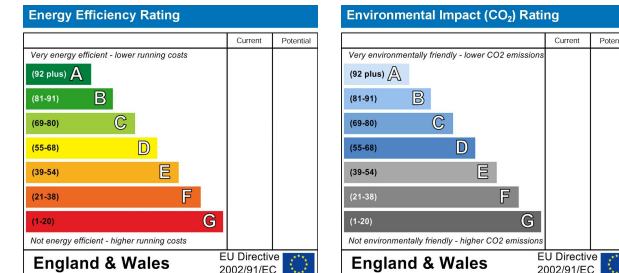 Energy Efficiency Rating
Current Potential
Very energy efficient - lower running costs
(92 plus) A
(81-91) B
(69-80) C
(55-68) D
(39-54) E
(21-38) F
(1-20) G
Not energy efficient - higher running costs
England & Wales
EU Directive
2002/91/EC
Environmental Impact (CO₂) Rating
Current Poten
Very environmentally friendly - lower CO2 emissions
(92 plus) A
(81-91) B
(69-80) C
(55-68) D
(39-54) E
(21-38) F
(1-20) G
Not environmentally friendly - higher CO2 emissions
England & Wales
EU Directive
2002/91/EC